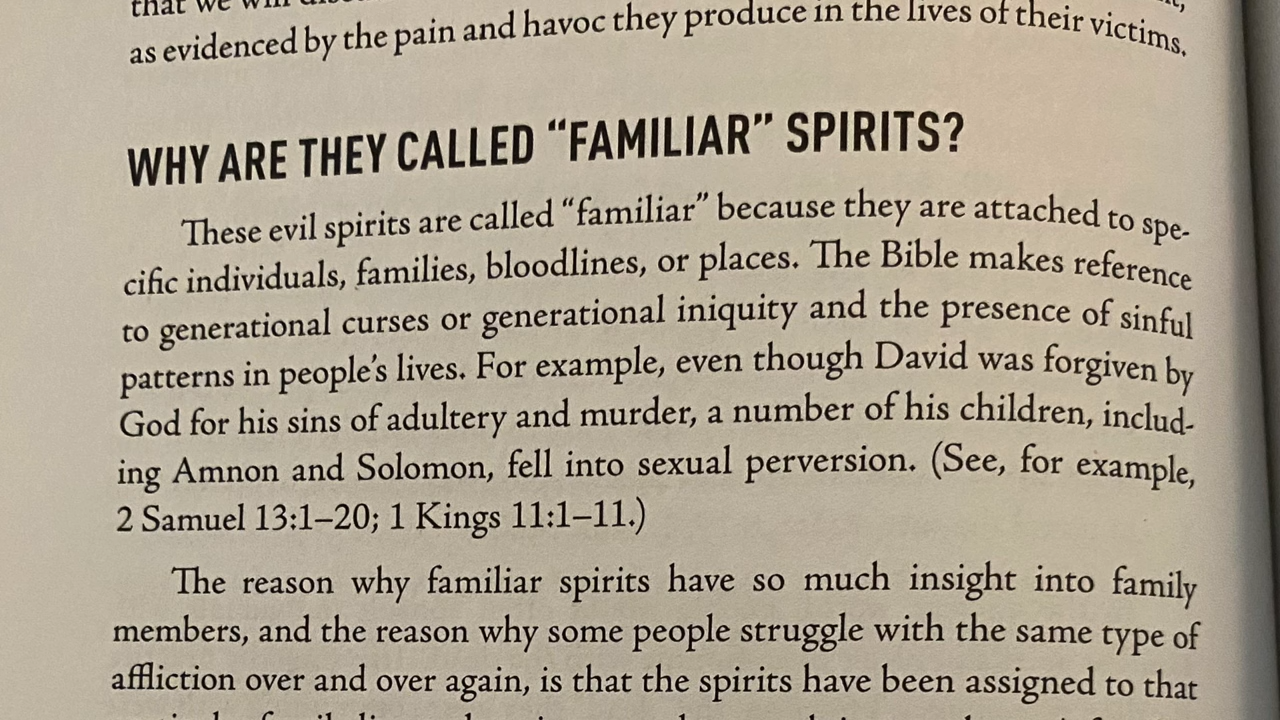 that we will
as evidenced by the pain and havoc they produce in the lives of their victims.
WHY ARE THEY CALLED “FAMILIAR” SPIRITS?
These evil spirits are called “familiar” because they are attached to spe-
cific individuals, families, bloodlines, or places. The Bible makes reference
to generational curses or generational iniquity and the presence of sinful
patterns in people’s lives. For example, even though David was forgiven by
God for his sins of adultery and murder, a number of his children, includ-
ing Amnon and Solomon, fell into sexual perversion. (See, for example,
2 Samuel 13:1–20; 1 Kings 11:1–11.)
The reason why familiar spirits have so much insight into family
members, and the reason why some people struggle with the same type of
affliction over and over again, is that the spirits have been assigned to that